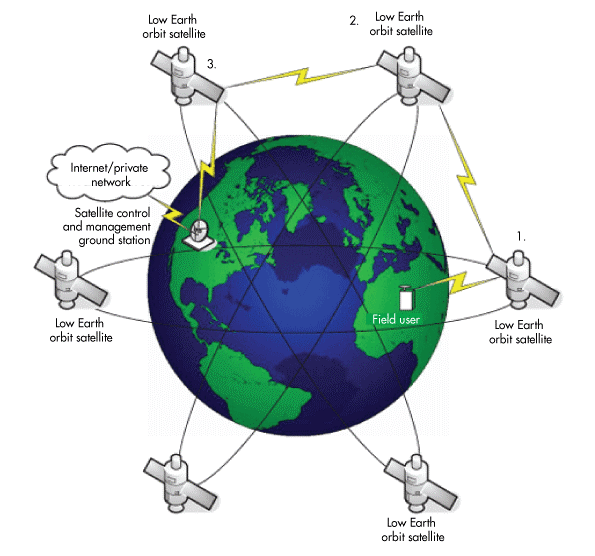 Low Earth
orbit satellite
2.
Low Earth
orbit satellite
3.
Internet/private
network
Satellite control
and management
ground station
1.
Field user
Low Earth
orbit satellite
Low Earth
orbit satellite
Low Earth
orbit satellite